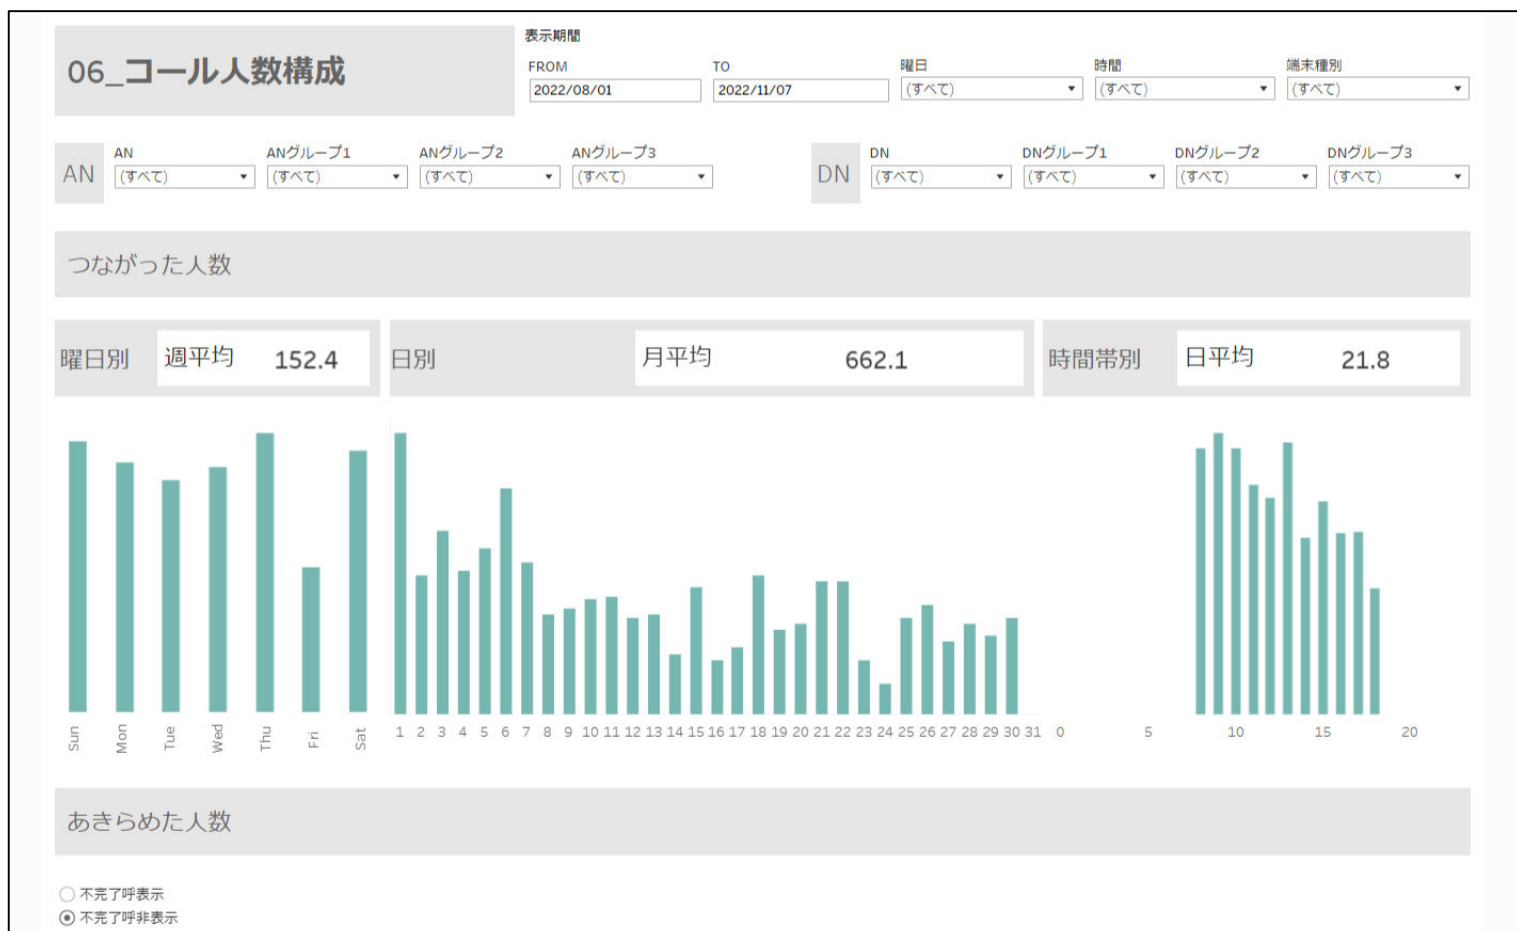 06_コール人数構成
表示期間
FROM TO 曜日 時間 端末種別
2022/08/01 2022/11/07 (すべて) (すべて) (すべて)
AN ANグループ1 ANグループ2 ANグループ3 DN DNグループ1 DNグループ2 DNグループ3
AN (すべて) (すべて) (すべて) (すべて) DN (すべて) (すべて) (すべて) (すべて)
つながった人数
曜日別 週平均 152.4 日別 月平均 662.1 時間帯別 日平均 21.8
Sun Mon Tue Wed Thu Fri Sat 1 2 3 4 5 6 7 8 9 10 11 12 13 14 15 16 17 18 19 20 21 22 23 24 25 26 27 28 29 30 31 0 5 10 15 20
あきらめた人数
不完了呼表示
不完了呼非表示